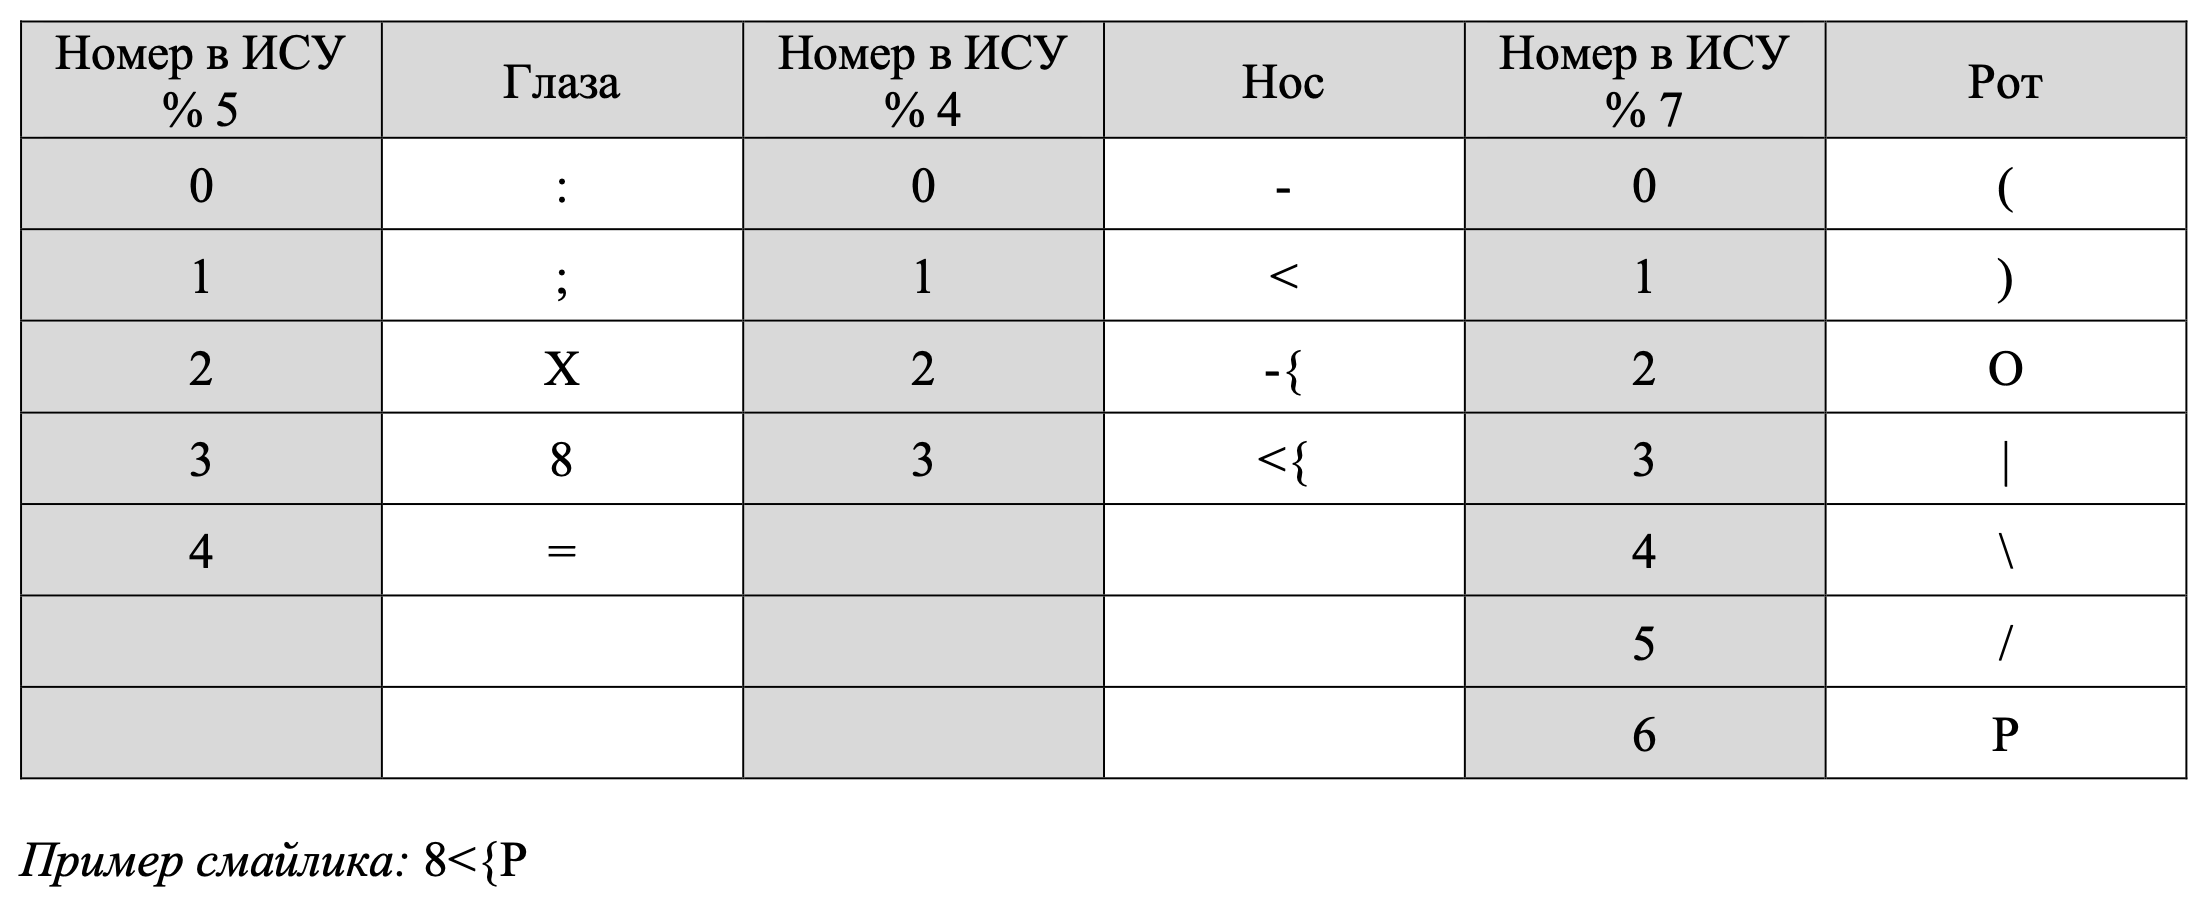 Номер в ИСУ % 5 Глаза Номер в ИСУ % 4 Нос Номер в ИСУ % 7 Рот
0 : 0 - 0 (
1 ; 1 < 1 )
2 X 2 -{ 2 O
3 8 3 <{ 3 |
4 = 4 \
5 /
6 P
Пример смайлика: 8<{P